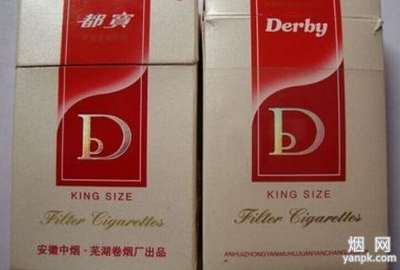 都寶
D
KING SIZE
Filter Cigarettes
安徽中烟·芜湖卷烟厂出品
Derby
D
KING SIZE
Filter Cigarettes
烟网
yanpk.com